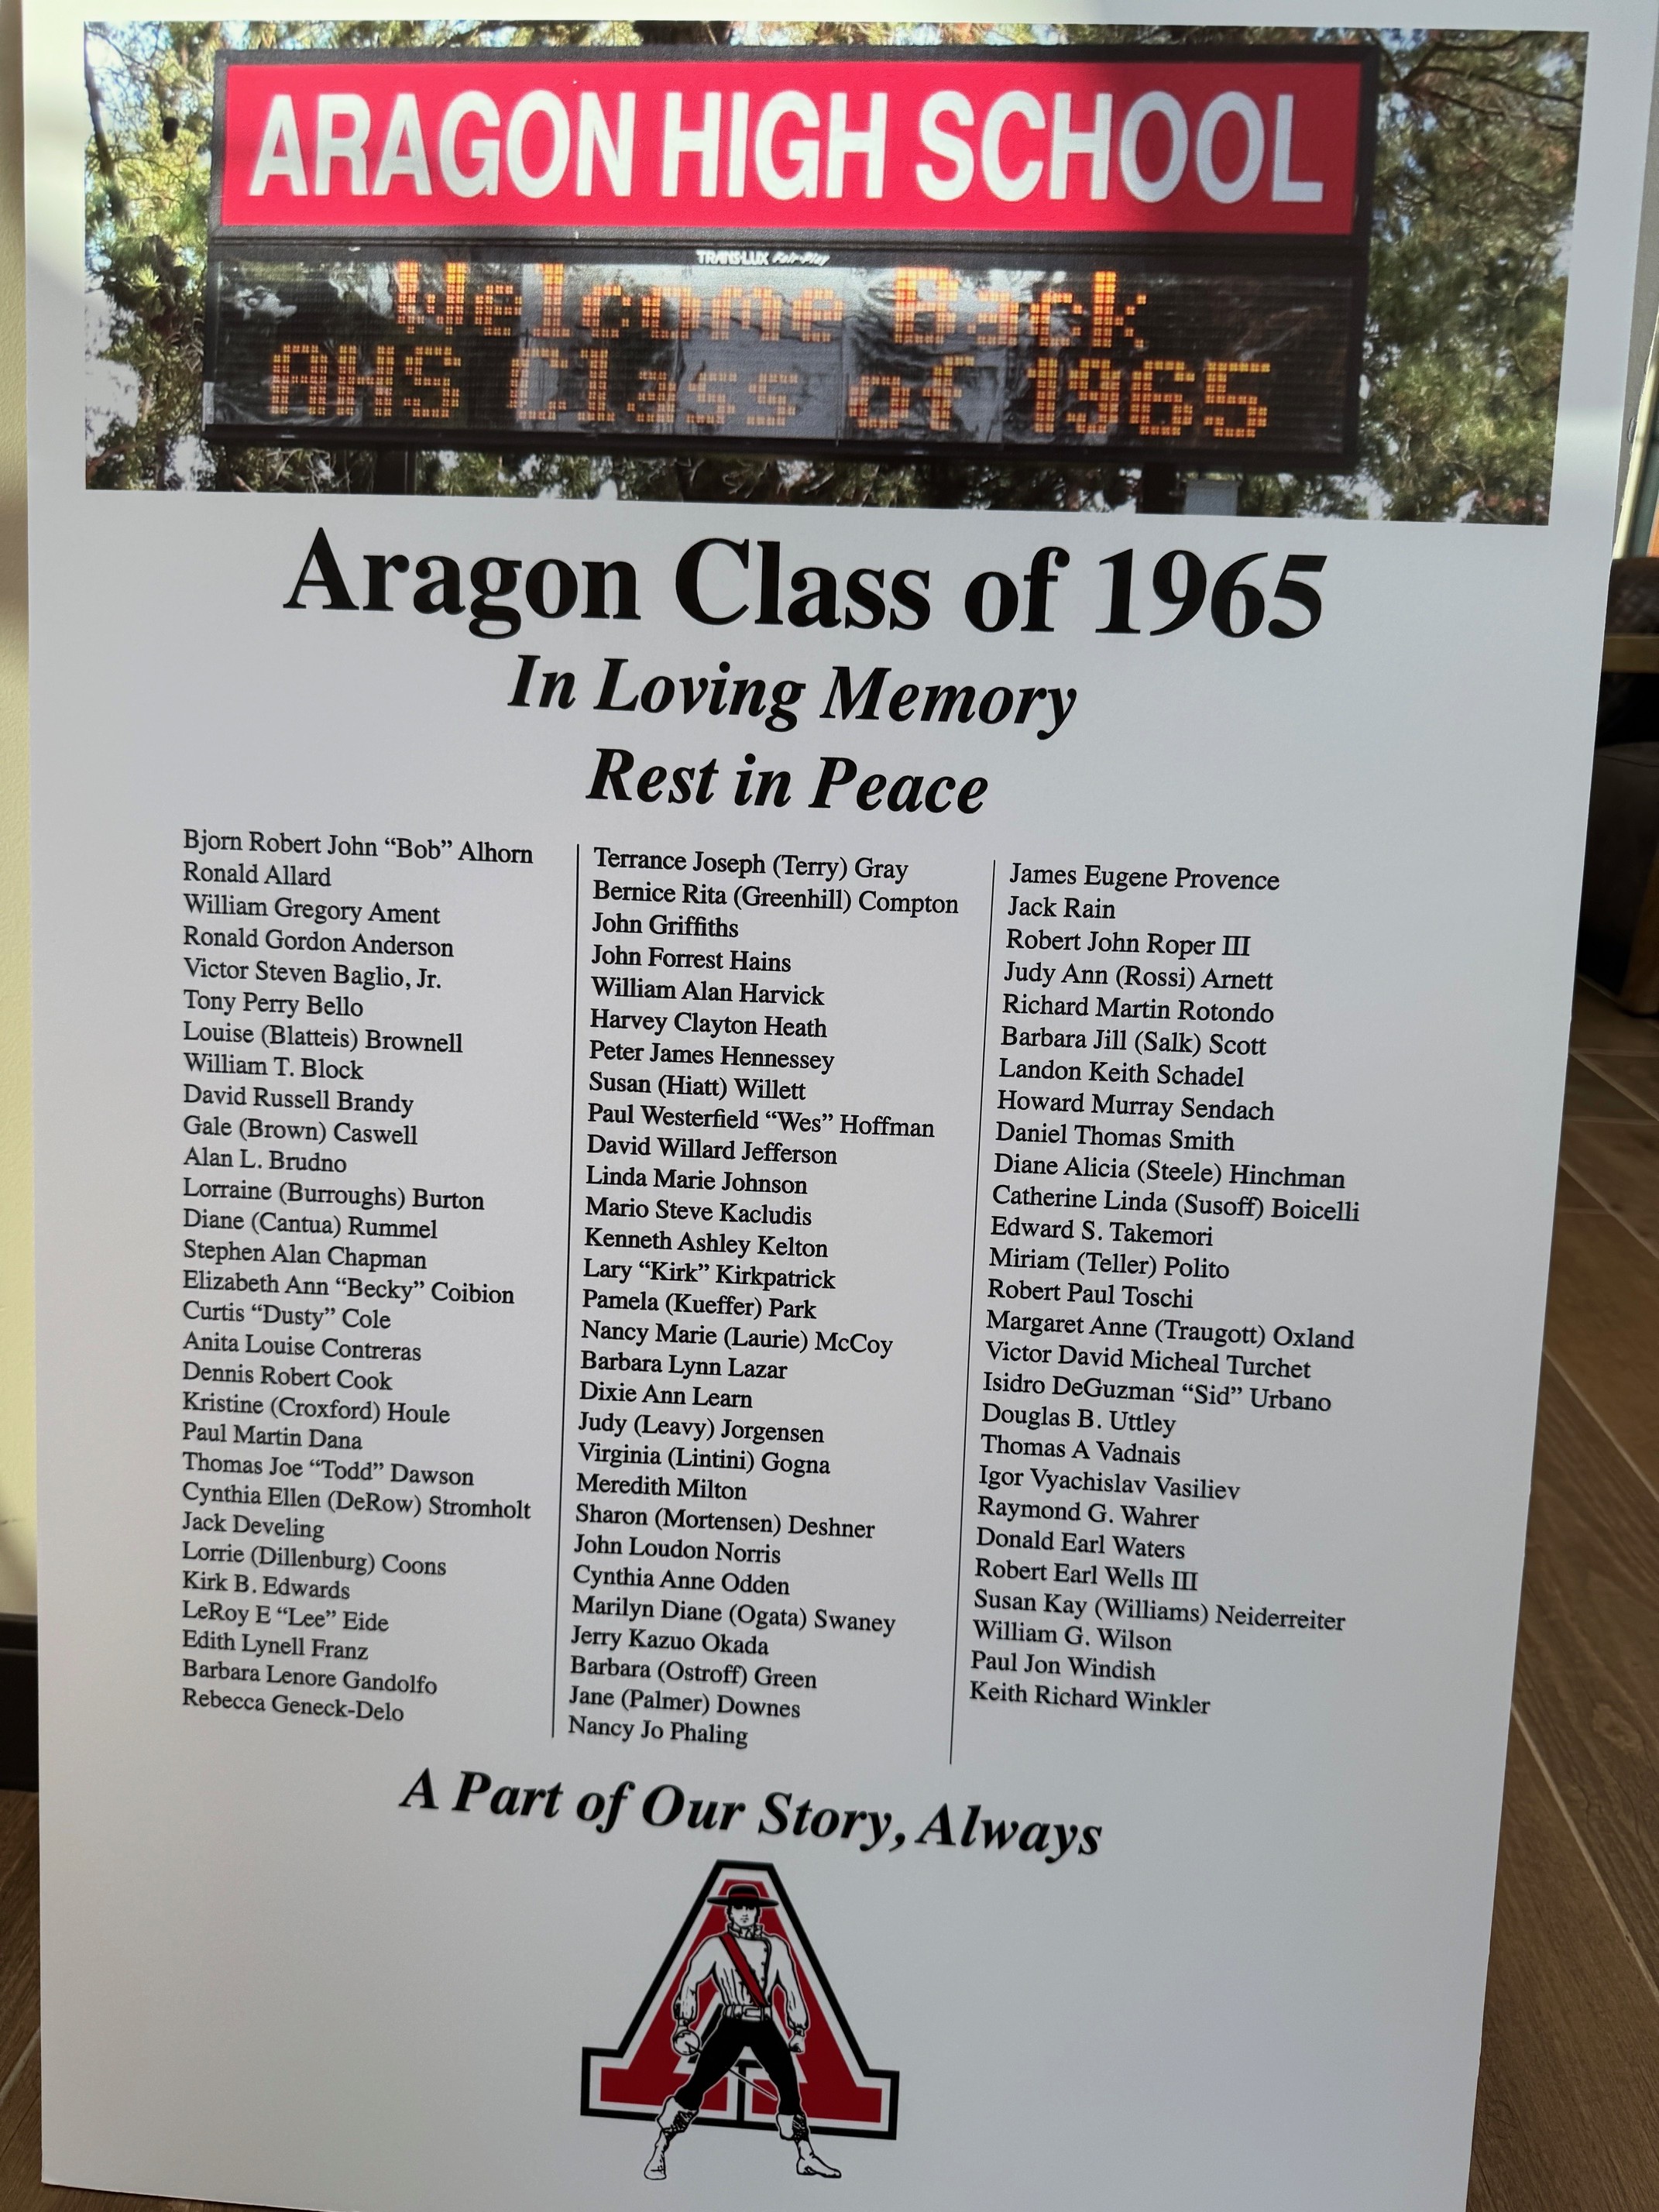 ARAGON HIGH SCHOOL
TRANS-LUX Fair-Play
Welcome Back
AHS Class of 1965
Aragon Class of 1965
In Loving Memory
Rest in Peace
Bjorn Robert John “Bob” Alhorn
Ronald Allard
William Gregory Ament
Ronald Gordon Anderson
Victor Steven Baglio, Jr.
Tony Perry Bello
Louise (Blatteis) Brownell
William T. Block
David Russell Brandy
Gale (Brown) Caswell
Alan L. Brudno
Lorraine (Burroughs) Burton
Diane (Cantua) Rummel
Stephen Alan Chapman
Elizabeth Ann “Becky” Coibion
Curtis “Dusty” Cole
Anita Louise Contreras
Dennis Robert Cook
Kristine (Croxford) Houle
Paul Martin Dana
Thomas Joe “Todd” Dawson
Cynthia Ellen (DeRow) Stromholt
Jack Develing
Lorrie (Dillenburg) Coons
Kirk B. Edwards
LeRoy E “Lee” Eide
Edith Lynell Franz
Barbara Lenore Gandolfo
Rebecca Geneck-Delo
Terrance Joseph (Terry) Gray
Bernice Rita (Greenhill) Compton
John Griffiths
John Forrest Hains
William Alan Harvick
Harvey Clayton Heath
Peter James Hennessey
Susan (Hiatt) Willett
Paul Westerfield “Wes” Hoffman
David Willard Jefferson
Linda Marie Johnson
Mario Steve Kacludis
Kenneth Ashley Kelton
Lary “Kirk” Kirkpatrick
Pamela (Kueffer) Park
Nancy Marie (Laurie) McCoy
Barbara Lynn Lazar
Dixie Ann Learn
Judy (Leavy) Jorgensen
Virginia (Lintini) Gogna
Meredith Milton
Sharon (Mortensen) Deshner
John Loudon Norris
Cynthia Anne Odden
Marilyn Diane (Ogata) Swaney
Jerry Kazuo Okada
Barbara (Ostroff) Green
Jane (Palmer) Downes
Nancy Jo Phaling
James Eugene Provence
Jack Rain
Robert John Roper III
Judy Ann (Rossi) Arnett
Richard Martin Rotondo
Barbara Jill (Salk) Scott
Landon Keith Schadel
Howard Murray Sendach
Daniel Thomas Smith
Diane Alicia (Steele) Hinchman
Catherine Linda (Susoff) Boicelli
Edward S. Takemori
Miriam (Teller) Polito
Robert Paul Toschi
Margaret Anne (Traugott) Oxland
Victor David Micheal Turchet
Isidro DeGuzman “Sid” Urbano
Douglas B. Uttley
Thomas A Vadnais
Igor Vyachislav Vasiliev
Raymond G. Wahrer
Donald Earl Waters
Robert Earl Wells III
Susan Kay (Williams) Neiderreiter
William G. Wilson
Paul Jon Windish
Keith Richard Winkler
A Part of Our Story, Always
A